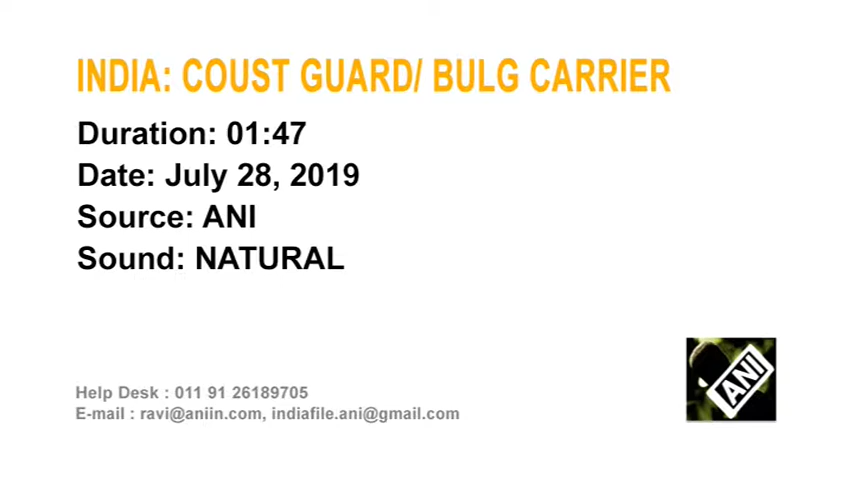 INDIA: COUST GUARD/ BULG CARRIER
Duration: 01:47
Date: July 28, 2019
Source: ANI
Sound: NATURAL
Help Desk : 011 91 26189705
E-mail : ravi@aniin.com, indiafile.ani@gmail.com
ANI